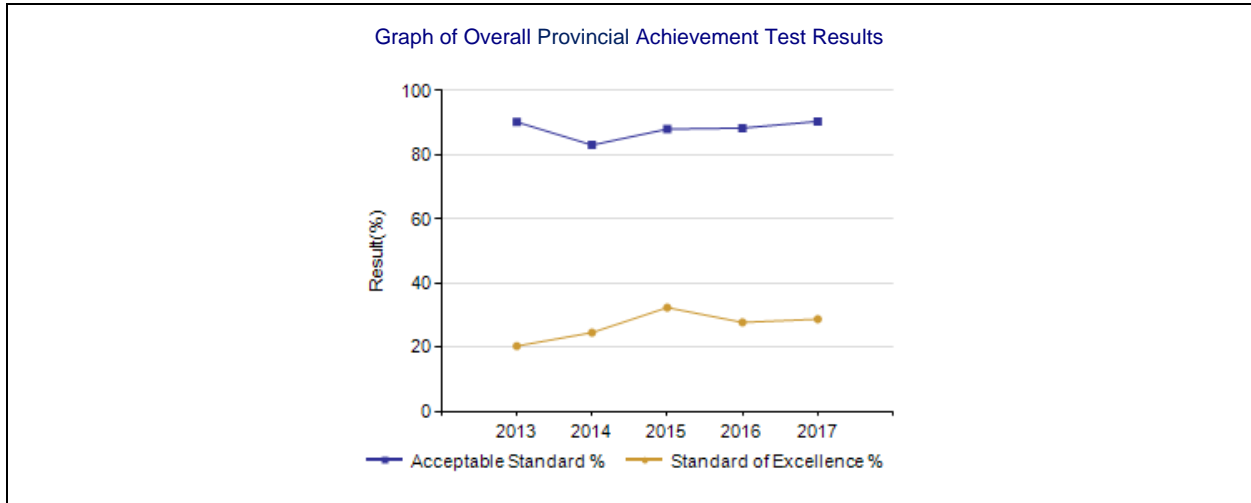 Graph of Overall Provincial Achievement Test Results
100
80
60
40
20
0
Result(%)
2013 2014 2015 2016 2017
Acceptable Standard % Standard of Excellence %